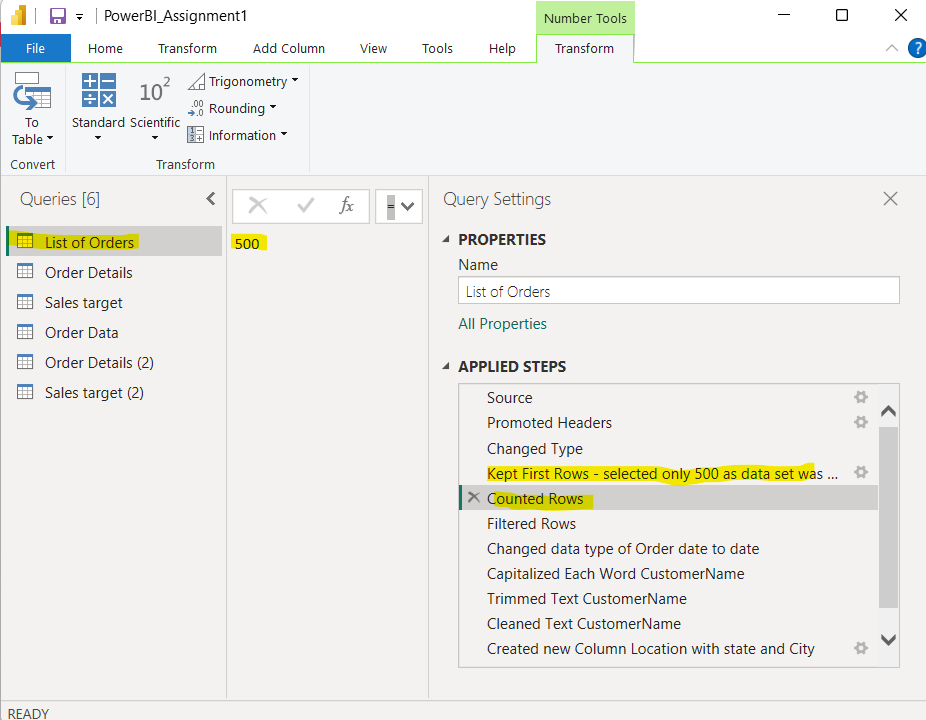 PowerBI_Assignment1
Number Tools
File Home Transform Add Column View Tools Help Transform
?
To Table
Standard
10² Scientific
Trigonometry
.00 →.0 Rounding
Information
Convert
Transform
Queries [6]
List of Orders
Order Details
Sales target
Order Data
Order Details (2)
Sales target (2)
fx
=
500
Query Settings
PROPERTIES
Name
List of Orders
All Properties
APPLIED STEPS
Source
Promoted Headers
Changed Type
Kept First Rows - selected only 500 as data set was ...
Counted Rows
Filtered Rows
Changed data type of Order date to date
Capitalized Each Word CustomerName
Trimmed Text CustomerName
Cleaned Text CustomerName
Created new Column Location with state and City
READY